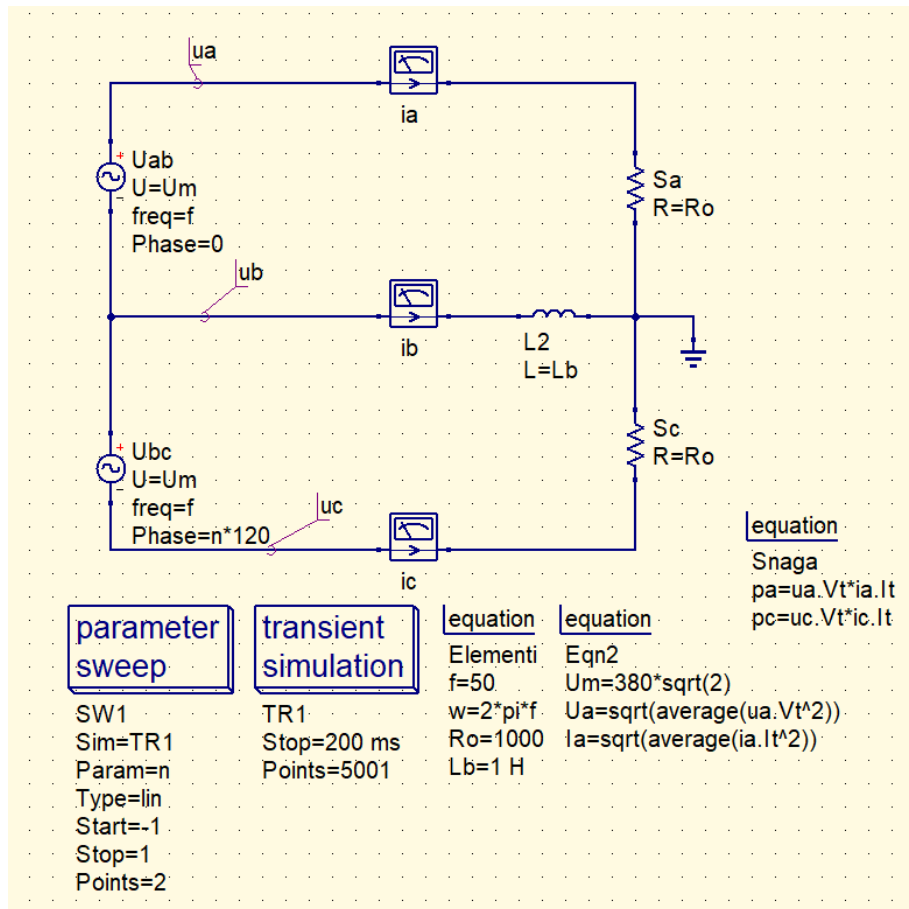 ua
ia
+
Uab
U=Um
-
freq=f
Phase=0
Sa
R=Ro
ub
ib
L2
L=Lb
+
Ubc
U=Um
-
freq=f
Phase=n*120
Sc
R=Ro
uc
ic
equation
Snaga
pa=ua.Vt*ia.It
pc=uc.Vt*ic.It
parameter
sweep
SW1
Sim=TR1
Param=n
Type=lin
Start=-1
Stop=1
Points=2
transient
simulation
TR1
Stop=200 ms
Points=5001
equation
Elementi
f=50
w=2*pi*f
Ro=1000
Lb=1 H
equation
Eqn2
Um=380*sqrt(2)
Ua=sqrt(average(ua.Vt^2))
Ia=sqrt(average(ia.It^2))